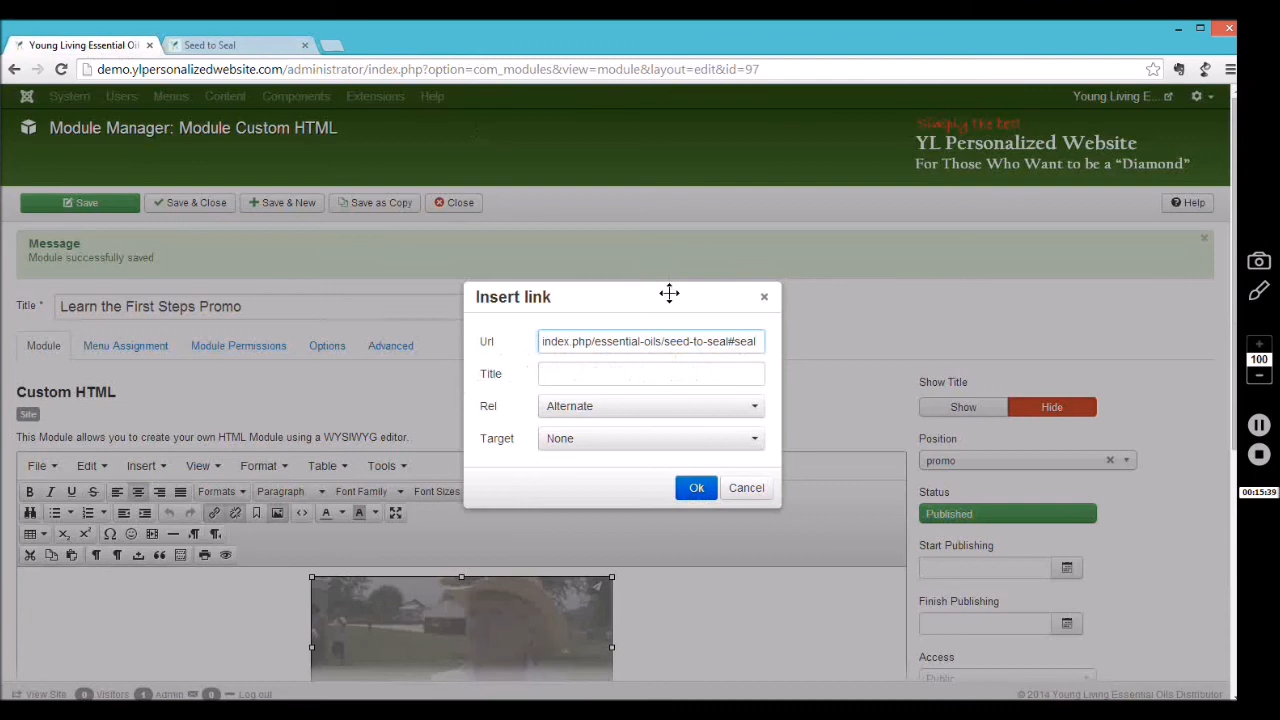 Young Living Essential Oi
Seed to Seal
demo.ylpersonalizedwebsite.com/administrator/index.php?option=com_modules&view=module&layout=edit&id=97
System Users Menus Content Components Extensions Help
Young Living E...
Module Manager: Module Custom HTML
Simply the best
YL Personalized Website
For Those Who Want to be a “Diamond”
Save Save & Close Save & New Save as Copy Close Help
Message
Module successfully saved
Title * Learn the First Steps Promo
Module Menu Assignment Module Permissions Options Advanced
Insert link
Url index.php/essential-oils/seed-to-seal#seal
Title
Rel Alternate
Target None
Ok Cancel
Custom HTML
Site
This Module allows you to create your own HTML Module using a WYSIWYG editor.
File Edit Insert View Format Table Tools
B I U S Formats Paragraph Font Family Font Sizes
Show Title
Show Hide
Position
promo
Status
Published
Start Publishing
Finish Publishing
Access
Public
100
00:15:39
View Site 0 Visitors 1 Admin 0 Log out
© 2014 Young Living Essential Oils Distributor